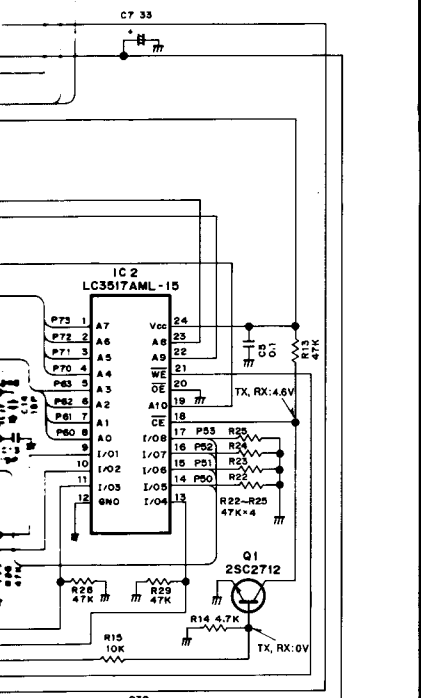 C7 33
+
IC2
LC3517AML-15
P73 1 A7 Vcc 24
P72 2 A6 A8 23
P71 3 A5 A9 22
P70 4 A4 WE 21
P63 5 A3 OE 20
P62 6 A2 A10 19
P61 7 A1 CE 18
P60 8 A0 I/O8 17 P53 R25
9 I/O1 I/O7 16 P52 R24
10 I/O2 I/O6 15 P51 R23
11 I/O3 I/O5 14 P50 R22
12 GND I/O4 13
C5
0.1
R13
47K
TX, RX:4.6V
R22~R25
47K×4
Q1
2SC2712
R28
47K
R29
47K
R14 4.7K
R15
10K
TX, RX:0V